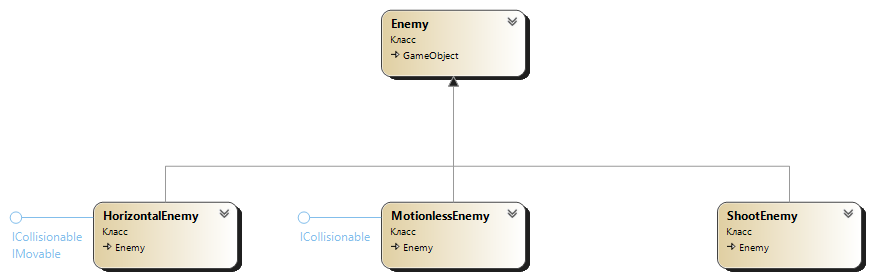 Enemy
Класс
GameObject
HorizontalEnemy
Класс
Enemy
ICollisionable
IMovable
MotionlessEnemy
Класс
Enemy
ICollisionable
ShootEnemy
Класс
Enemy